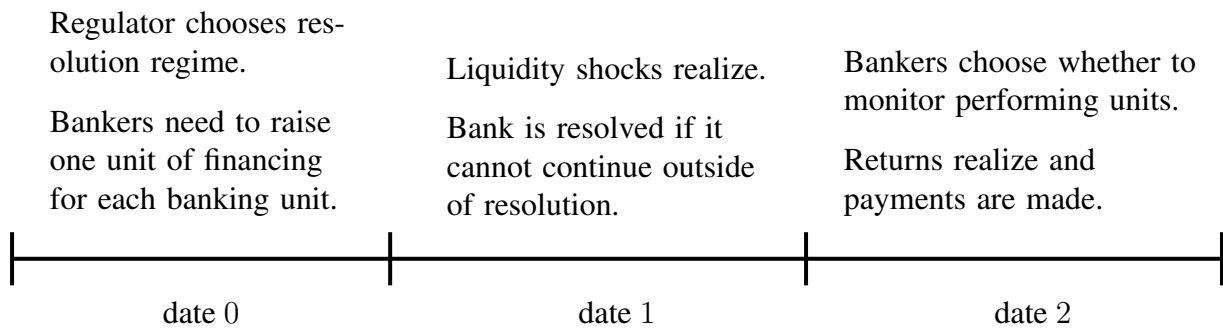 Regulator chooses res-
olution regime.
Bankers need to raise
one unit of financing
for each banking unit.
Liquidity shocks realize.
Bank is resolved if it
cannot continue outside
of resolution.
Bankers choose whether to
monitor performing units.
Returns realize and
payments are made.
date 0
date 1
date 2